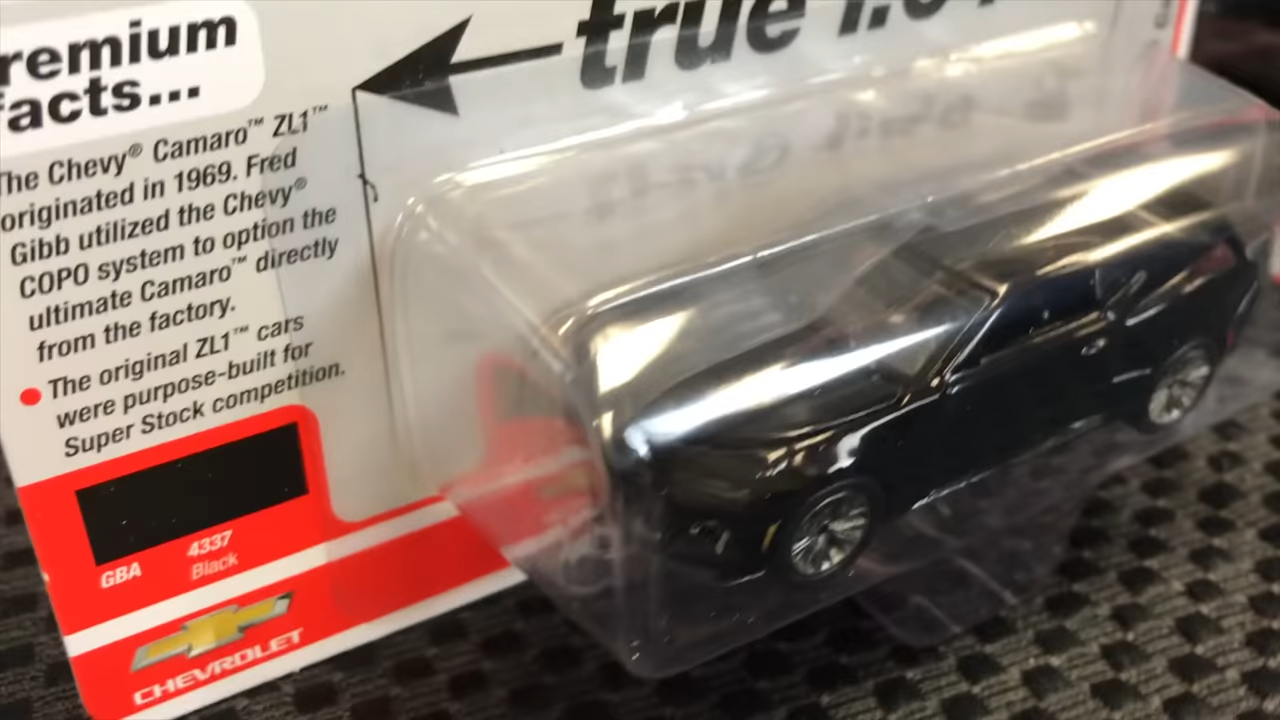 remium
facts...
true 1:64
The Chevy® Camaro™ ZL1™
originated in 1969. Fred
Gibb utilized the Chevy®
COPO system to option the
ultimate Camaro™ directly
from the factory.
The original ZL1™ cars
were purpose-built for
Super Stock competition.
GBA
4337
Black
CHEVROLET